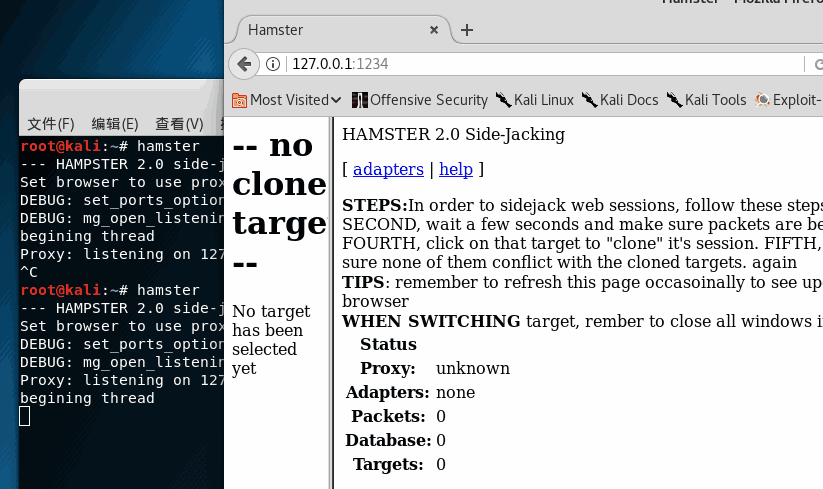 Hamster
127.0.0.1:1234
Most Visited
Offensive Security
Kali Linux
Kali Docs
Kali Tools
Exploit-
文件(F) 编辑(E) 查看(V)
root@kali:~# hamster
--- HAMPSTER 2.0 side-j
Set browser to use prox
DEBUG: set_ports_option
DEBUG: mg_open_listenin
begining thread
Proxy: listening on 127
^C
root@kali:~# hamster
--- HAMPSTER 2.0 side-j
Set browser to use prox
DEBUG: set_ports_option
DEBUG: mg_open_listenin
Proxy: listening on 127
begining thread
-- no
cloned
target
--
No target
has been
selected
yet
HAMSTER 2.0 Side-Jacking
[ adapters | help ]
STEPS:In order to sidejack web sessions, follow these steps
SECOND, wait a few seconds and make sure packets are be
FOURTH, click on that target to "clone" it's session. FIFTH,
sure none of them conflict with the cloned targets. again
TIPS: remember to refresh this page occasoinally to see up
browser
WHEN SWITCHING target, rember to close all windows i
Status
Proxy: unknown
Adapters: none
Packets: 0
Database: 0
Targets: 0